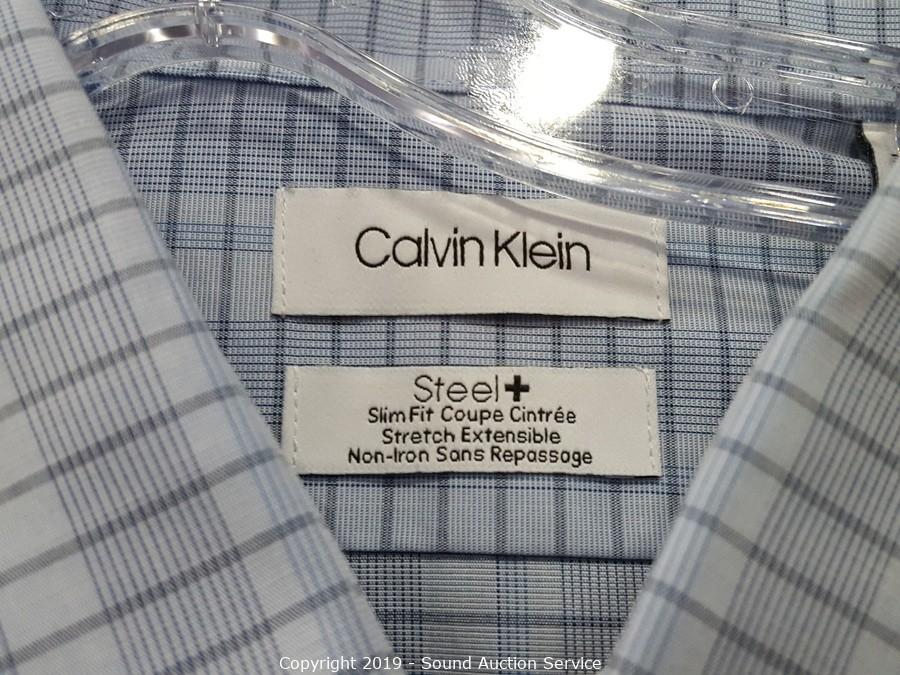 Calvin Klein
Steel+
Slim Fit Coupe Cintrée
Stretch Extensible
Non-Iron Sans Repassage
Copyright 2019 - Sound Auction Service